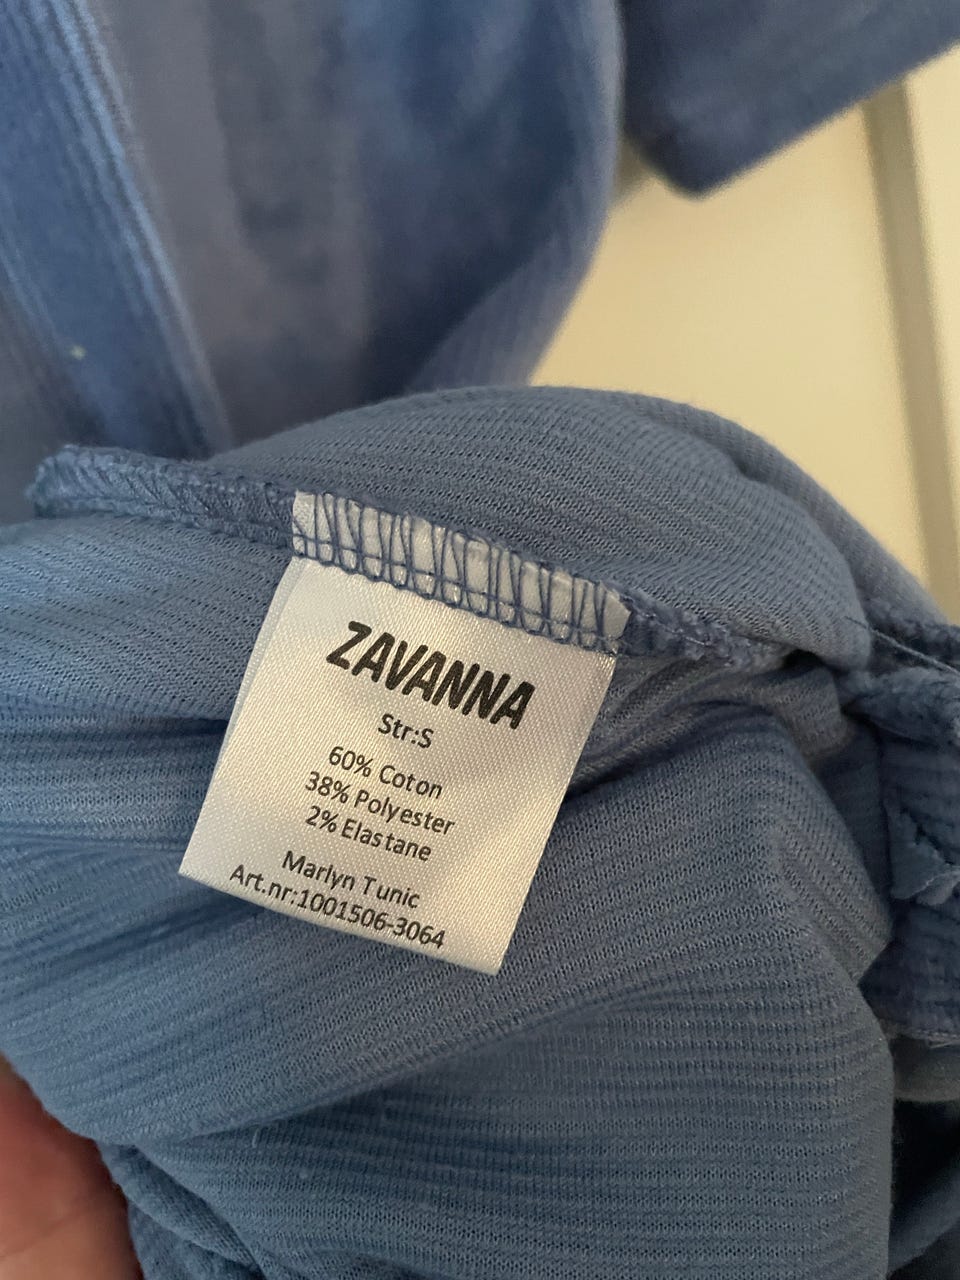 ZAVANNA
Str:S
60% Coton
38% Polyester
2% Elastane
Marlyn Tunic
Art.nr:1001506-3064